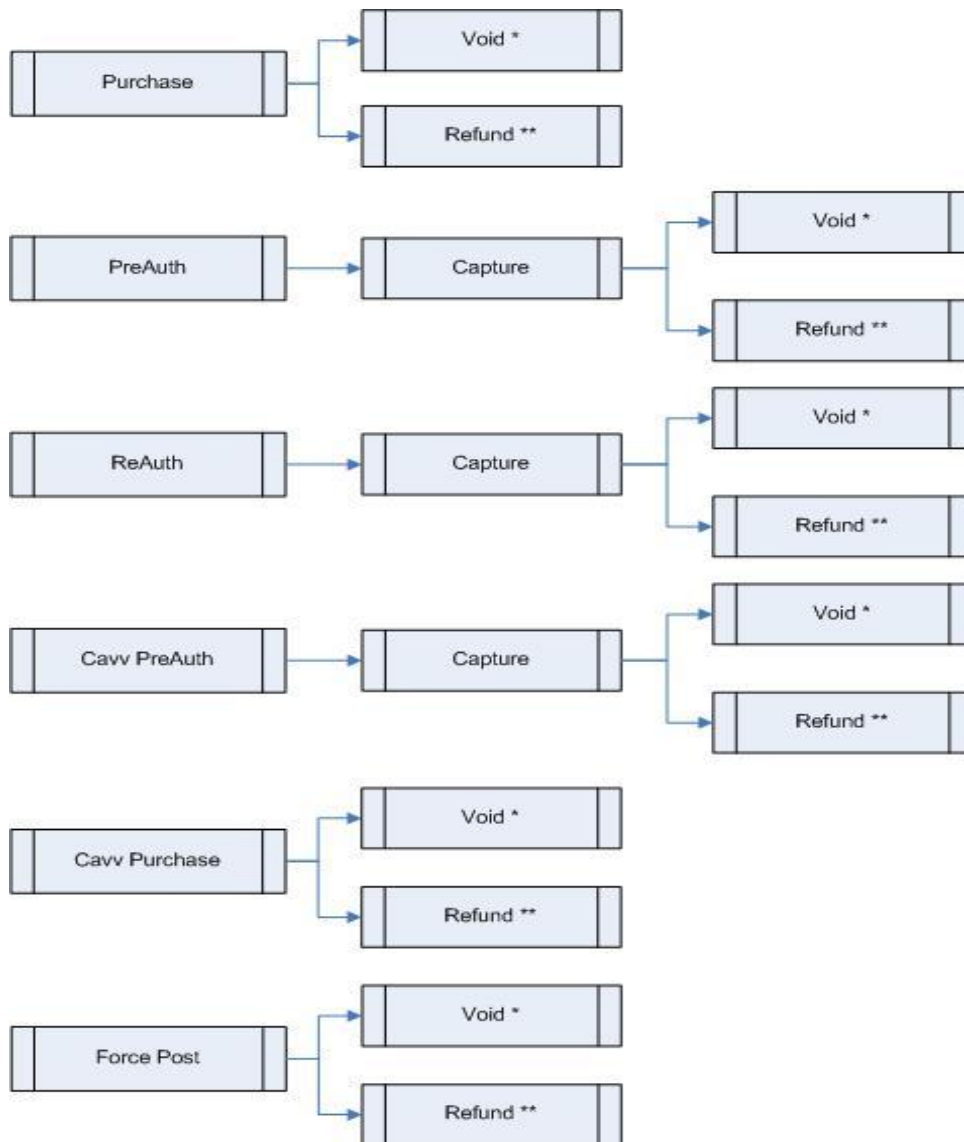 Void *
Purchase
Refund **
Void *
PreAuth
Capture
Refund **
Void *
ReAuth
Capture
Refund **
Void *
Cavv PreAuth
Capture
Refund **
Void *
Cavv Purchase
Refund **
Void *
Force Post
Refund **